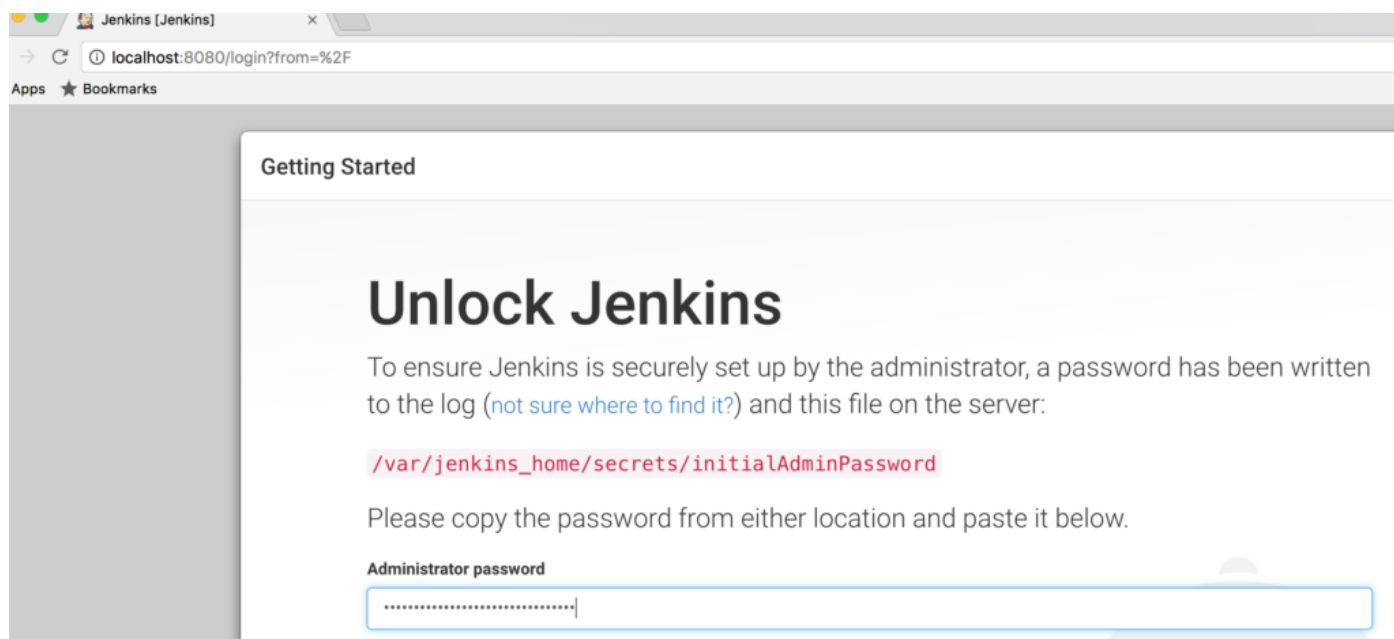 Jenkins [Jenkins]
localhost:8080/login?from=%2F
Apps Bookmarks
Getting Started
Unlock Jenkins
To ensure Jenkins is securely set up by the administrator, a password has been written
to the log (not sure where to find it?) and this file on the server:
/var/jenkins_home/secrets/initialAdminPassword
Please copy the password from either location and paste it below.
Administrator password